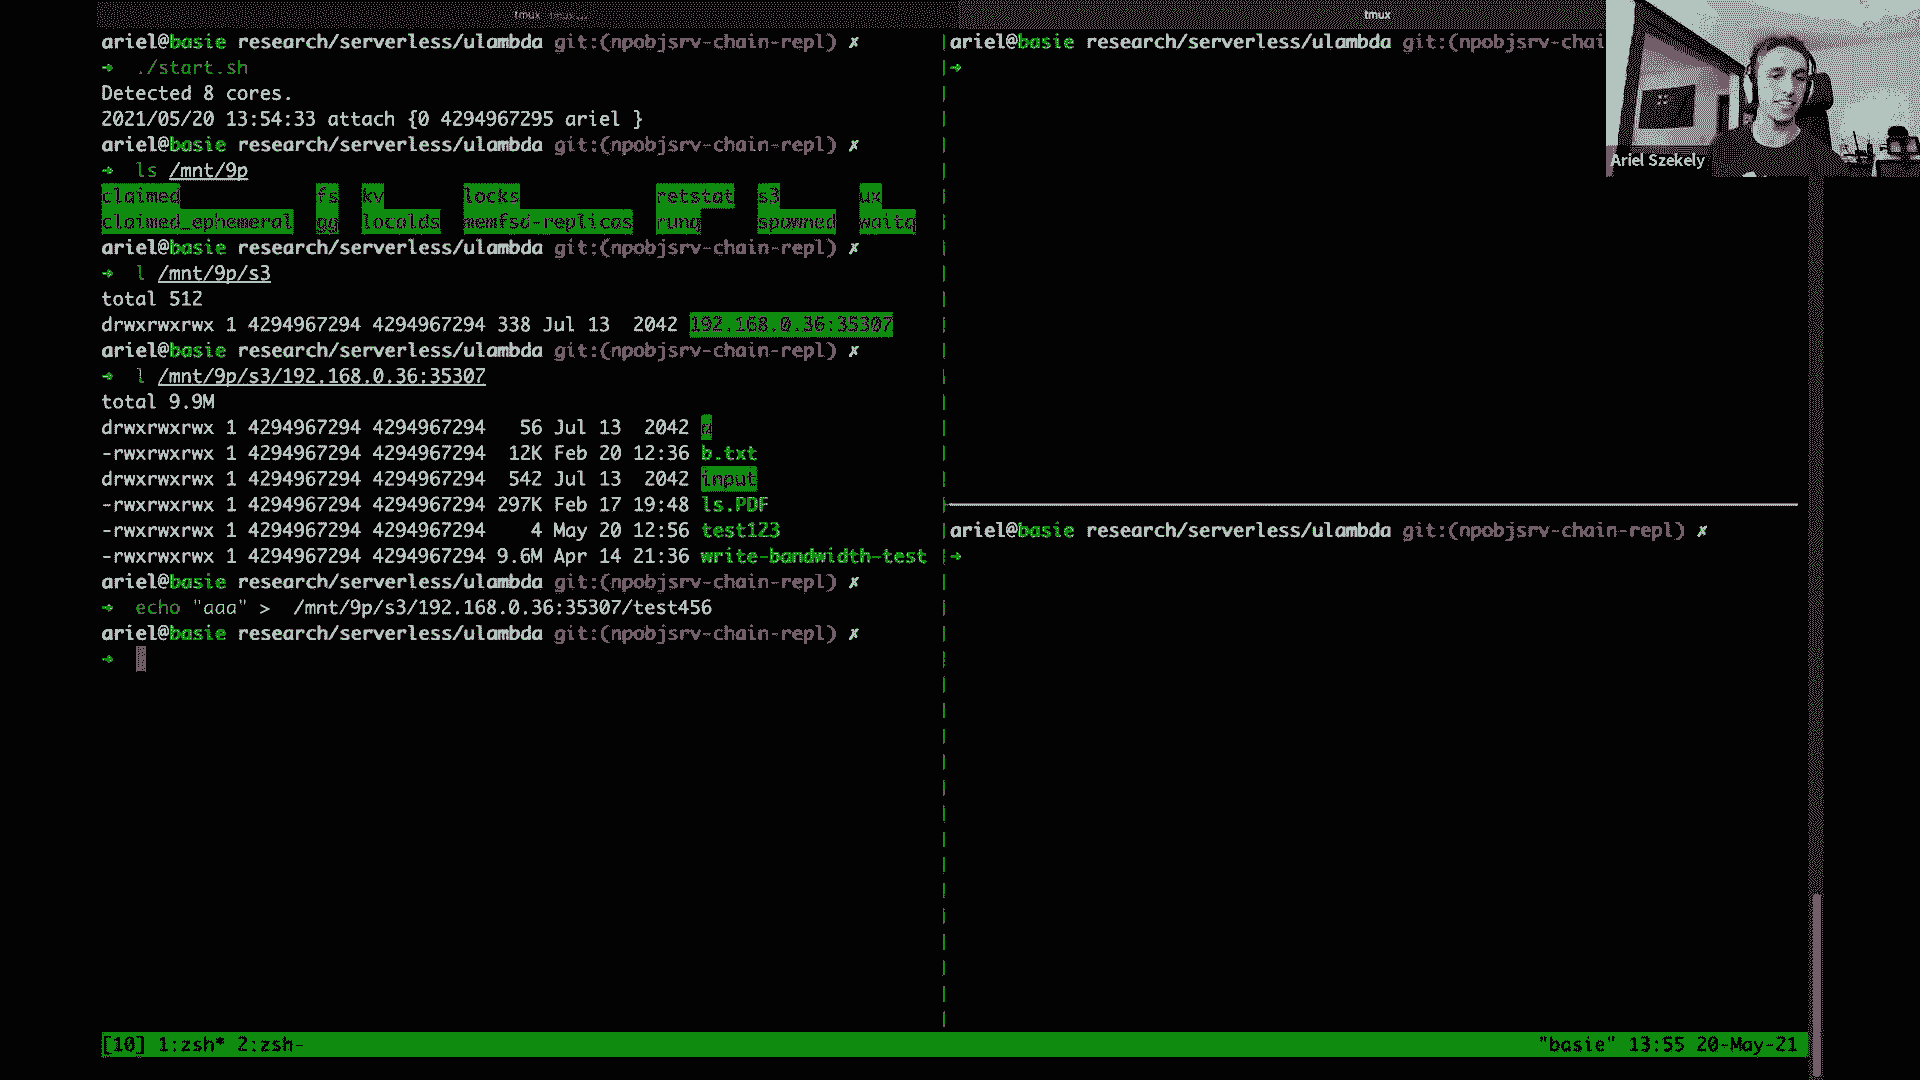 tmux
tmux
ariel@basie research/serverless/ulambda git:(npobjsrv-chain-repl) ✗
➜ ./start.sh
Detected 8 cores.
2021/05/20 13:54:33 attach {0 4294967295 ariel }
ariel@basie research/serverless/ulambda git:(npobjsrv-chain-repl) ✗
➜ ls /mnt/9p
claimed fs kv locks retstat s3 ux
claimed_ephemeral gg localds memfsd-replicas runq spawned waitq
ariel@basie research/serverless/ulambda git:(npobjsrv-chain-repl) ✗
➜ l /mnt/9p/s3
total 512
drwxrwxrwx 1 4294967294 4294967294 338 Jul 13 2042 192.168.0.36:35307
ariel@basie research/serverless/ulambda git:(npobjsrv-chain-repl) ✗
➜ l /mnt/9p/s3/192.168.0.36:35307
total 9.9M
drwxrwxrwx 1 4294967294 4294967294 56 Jul 13 2042
-rwxrwxrwx 1 4294967294 4294967294 12K Feb 20 12:36 b.txt
drwxrwxrwx 1 4294967294 4294967294 542 Jul 13 2042 input
-rwxrwxrwx 1 4294967294 4294967294 297K Feb 17 19:48 ls.PDF
-rwxrwxrwx 1 4294967294 4294967294 4 May 20 12:56 test123
-rwxrwxrwx 1 4294967294 4294967294 9.6M Apr 14 21:36 write-bandwidth-test
ariel@basie research/serverless/ulambda git:(npobjsrv-chain-repl) ✗
➜ echo "aaa" > /mnt/9p/s3/192.168.0.36:35307/test456
ariel@basie research/serverless/ulambda git:(npobjsrv-chain-repl) ✗
➜
ariel@basie research/serverless/ulambda git:(npobjsrv-chai
➜
Ariel Szekely
ariel@basie research/serverless/ulambda git:(npobjsrv-chain-repl) ✗
➜
[10] 1:zsh* 2:zsh-
"basie" 13:55 20-May-21